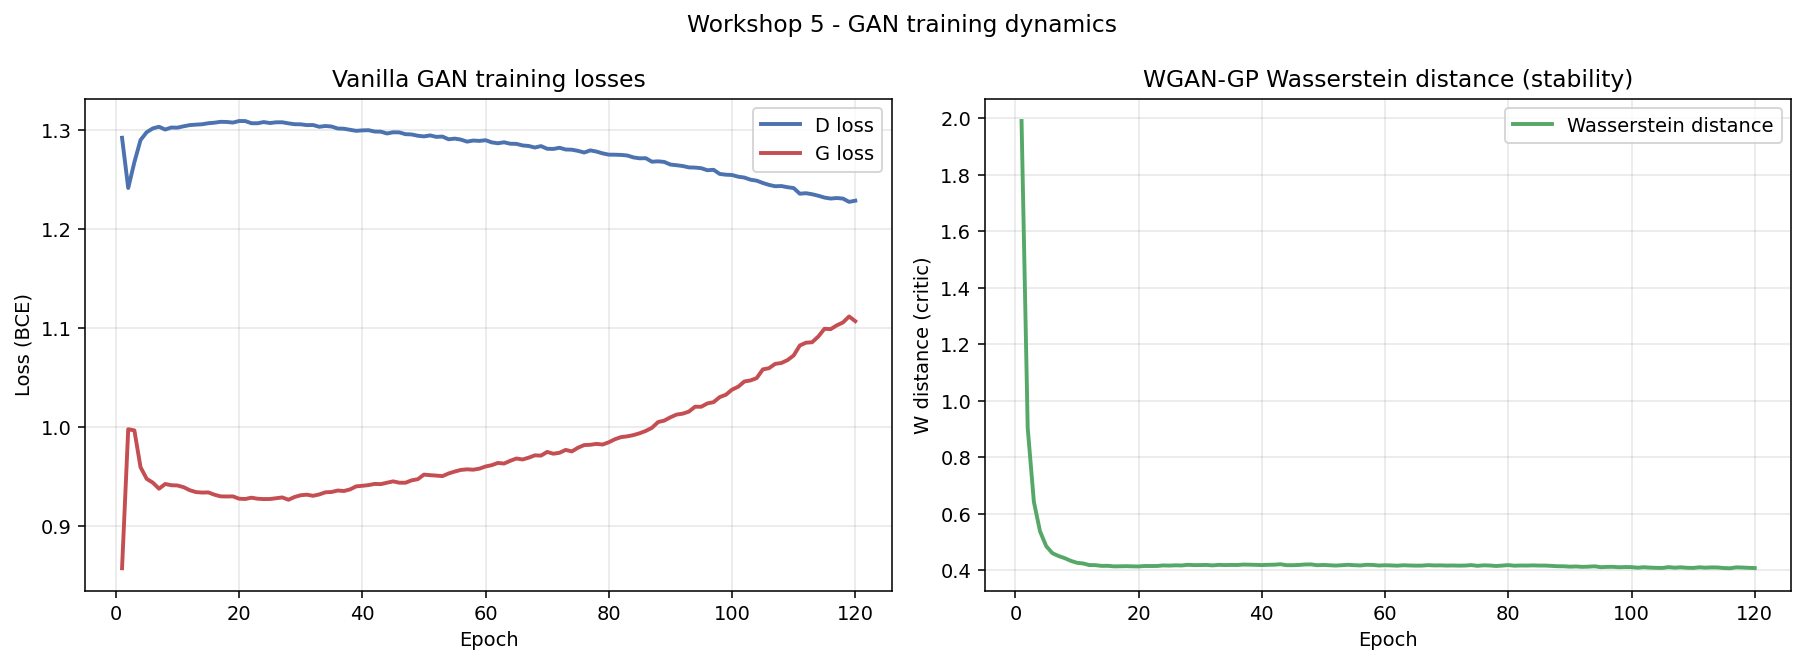 Workshop 5 - GAN training dynamics
Vanilla GAN training losses
D loss
G loss
1.3
1.2
1.1
1.0
0.9
Loss (BCE)
0 20 40 60 80 100 120
Epoch
WGAN-GP Wasserstein distance (stability)
Wasserstein distance
2.0
1.8
1.6
1.4
1.2
1.0
0.8
0.6
0.4
W distance (critic)
0 20 40 60 80 100 120
Epoch